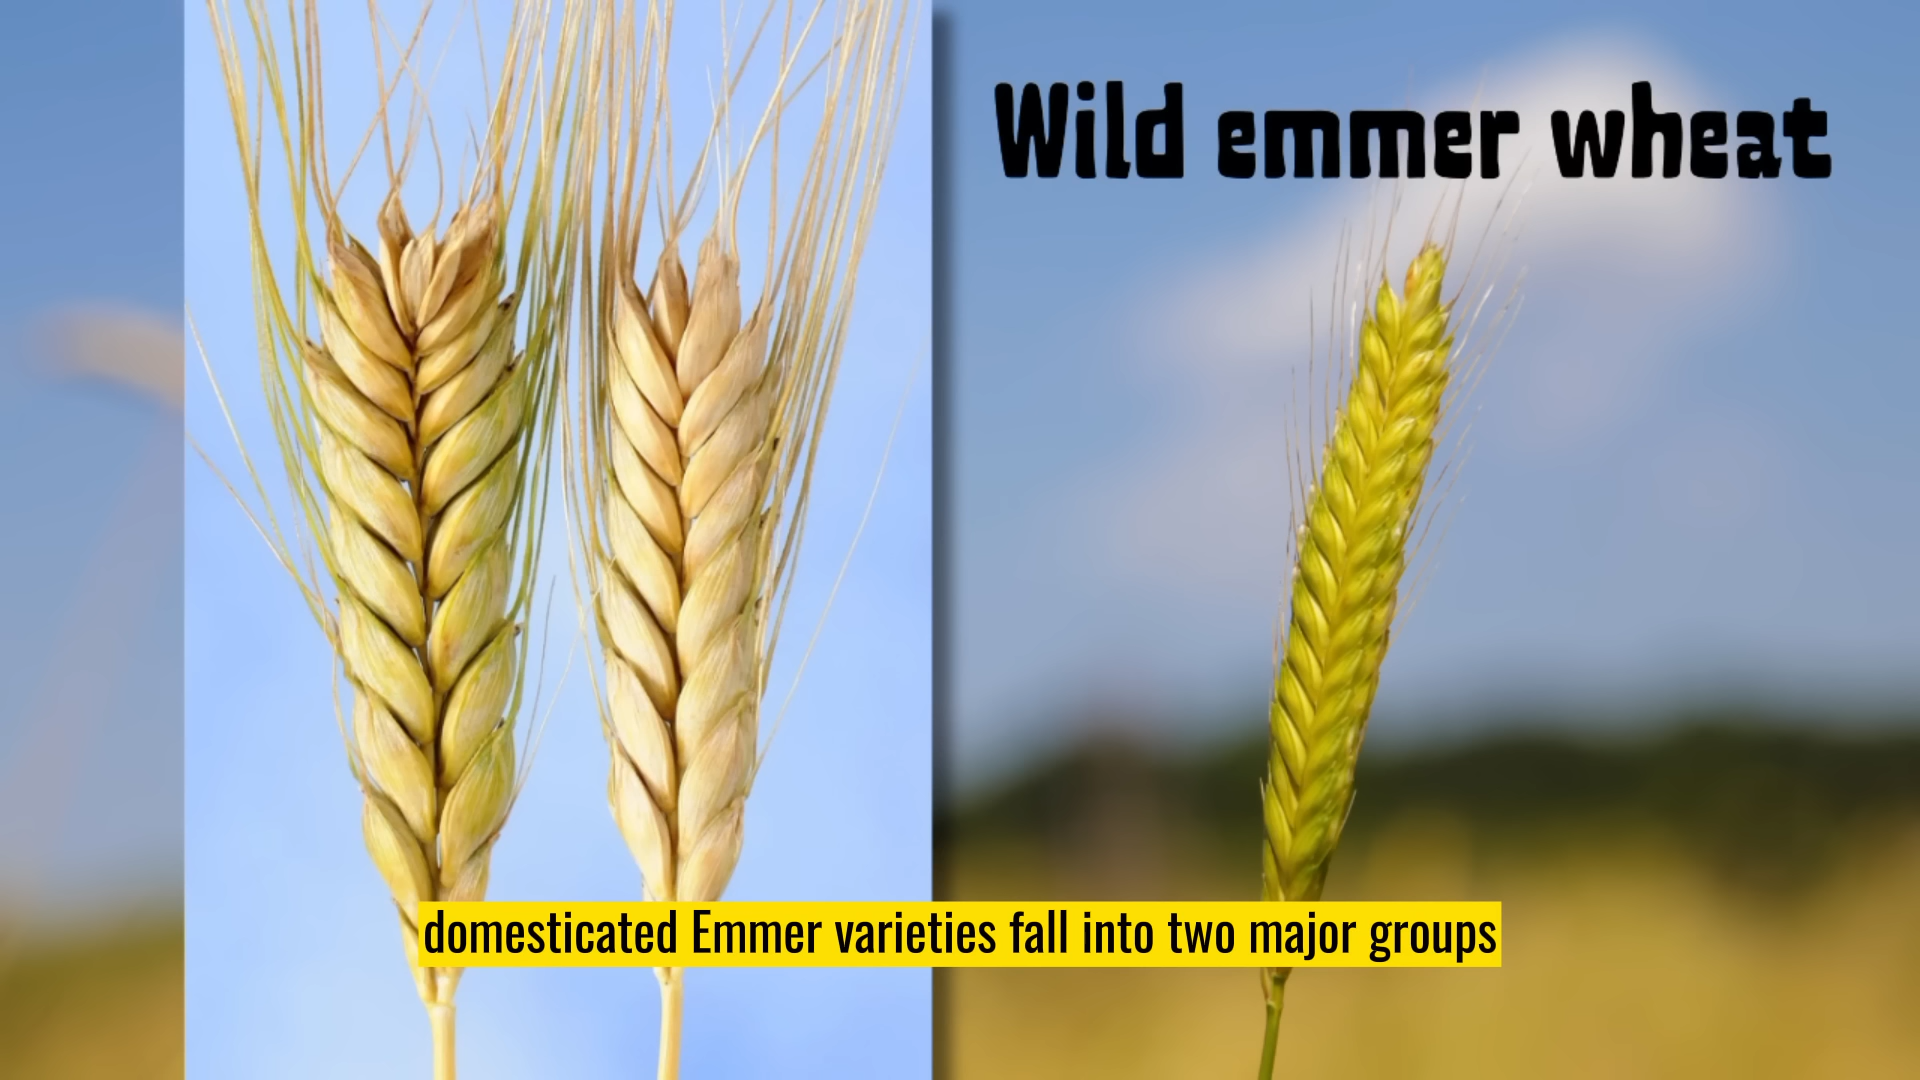 Wild emmer wheat
domesticated Emmer varieties fall into two major groups